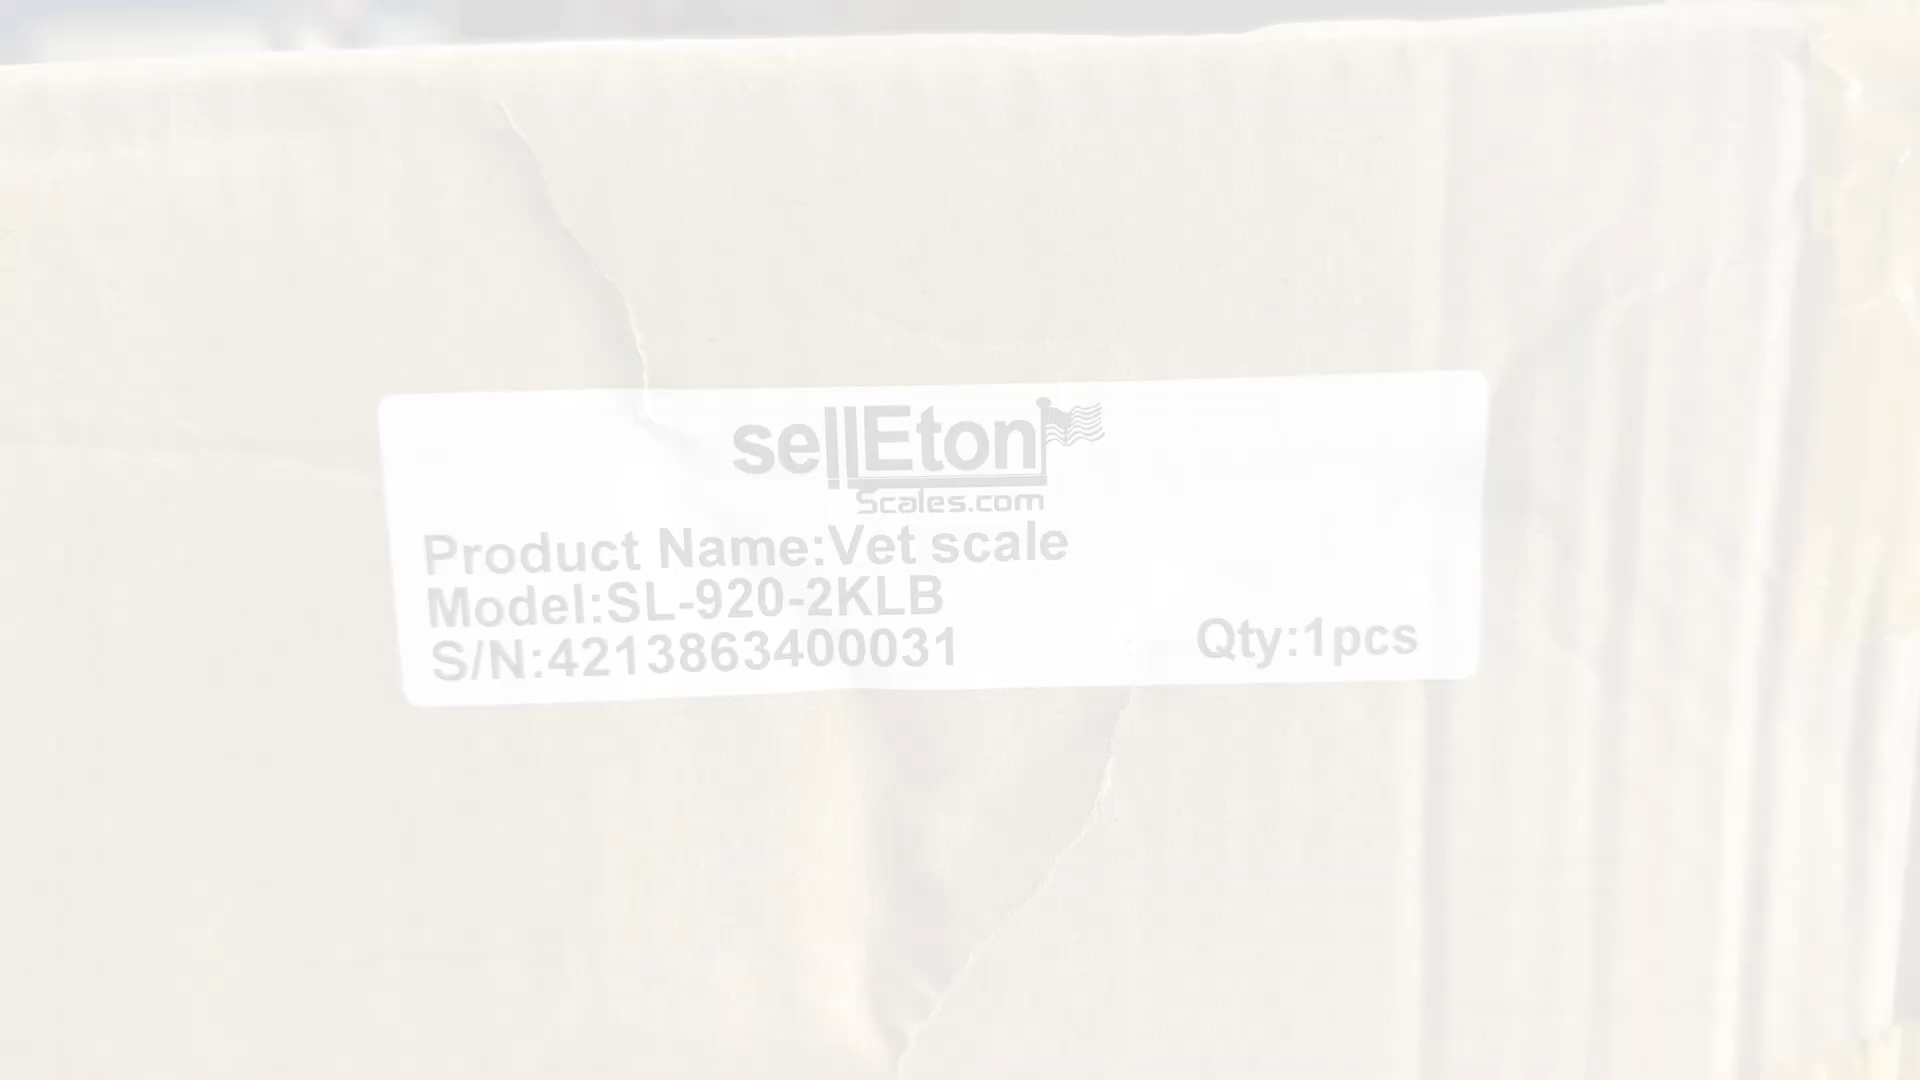 sellEton
Scales.com
Product Name:Vet scale
Model:SL-920-2KLB
S/N:4213863400031
Qty:1pcs